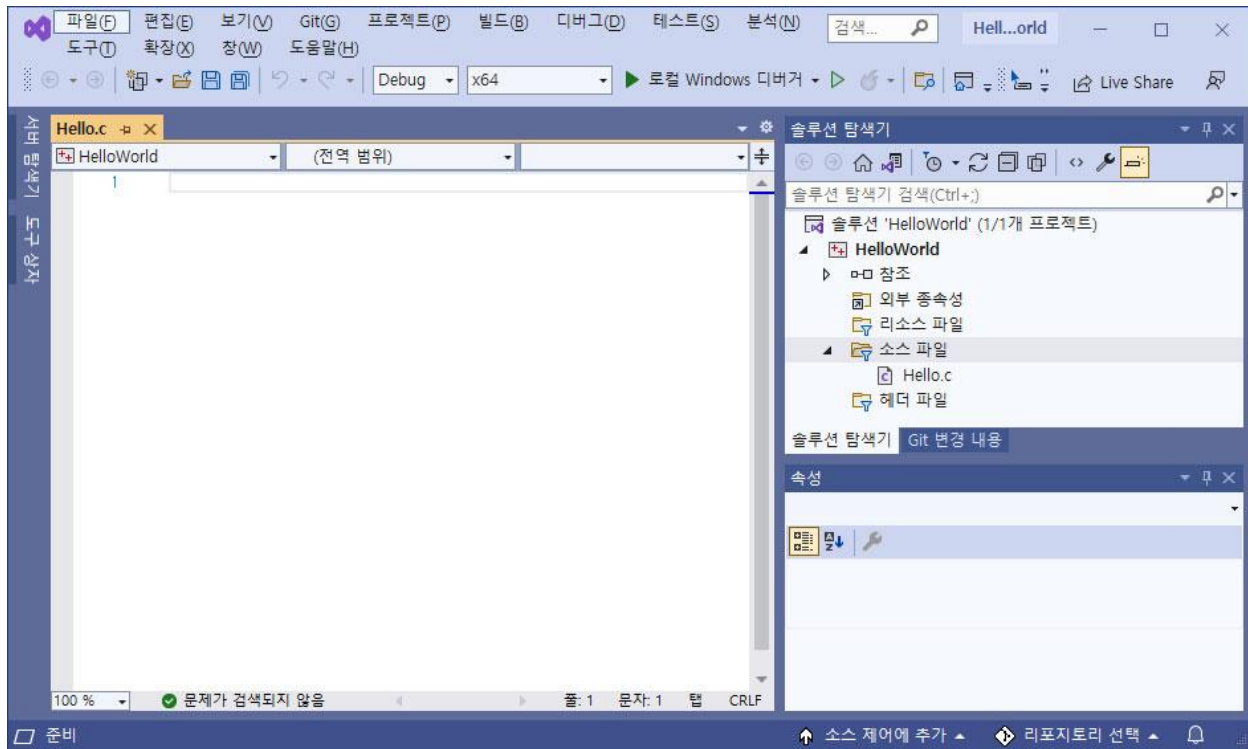 파일(F) 편집(E) 보기(V) Git(G) 프로젝트(P) 빌드(B) 디버그(D) 테스트(S) 분석(N) 검색... Hell...orld
도구(T) 확장(X) 창(W) 도움말(H)
Debug x64 로컬 Windows 디버거 Live Share
서버 탐색기
도구 상자
Hello.c
HelloWorld (전역 범위)
1
100 % 문제가 검색되지 않음 줄: 1 문자: 1 탭 CRLF
솔루션 탐색기
솔루션 탐색기 검색(Ctrl+;)
솔루션 'HelloWorld' (1/1개 프로젝트)
HelloWorld
참조
외부 종속성
리소스 파일
소스 파일
Hello.c
헤더 파일
솔루션 탐색기 Git 변경 내용
속성
준비 소스 제어에 추가 리포지토리 선택